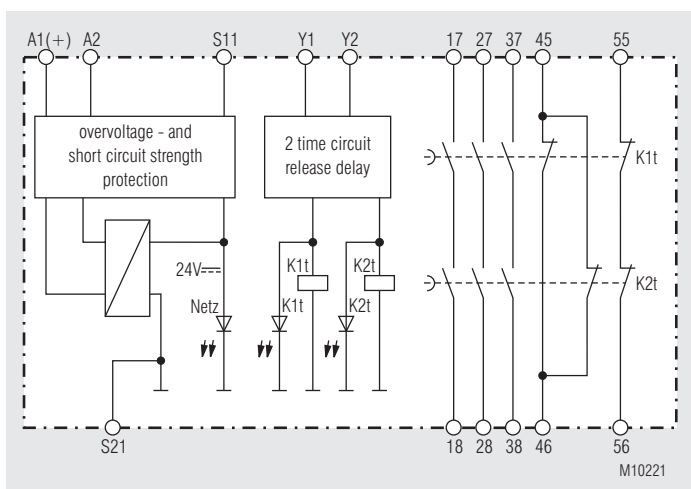 A1(+) A2 S11 Y1 Y2 17 27 37 45 55
overvoltage - and
short circuit strength
protection
2 time circuit
release delay
K1t
24V
K1t K2t
K2t
Netz K1t K2t
S21 18 28 38 46 56
M10221